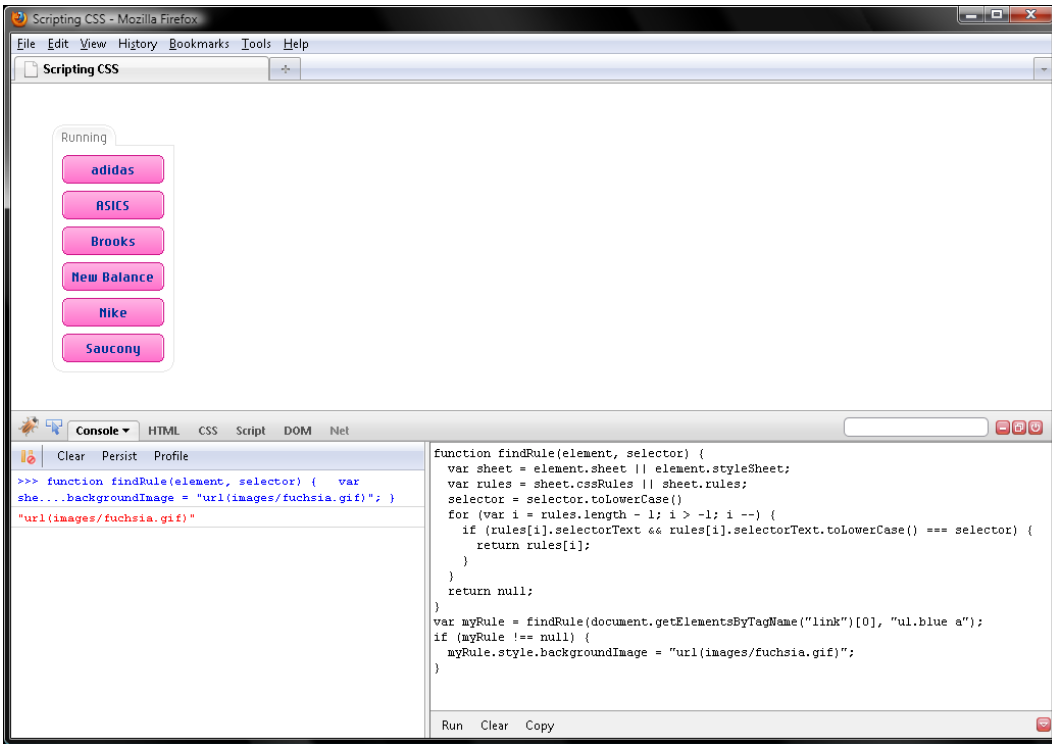 Scripting CSS - Mozilla Firefox
File Edit View History Bookmarks Tools Help
Scripting CSS
Running
adidas
ASICS
Brooks
New Balance
Nike
Saucony
Console HTML CSS Script DOM Net
Clear Persist Profile
>>> function findRule(element, selector) {   var
she....backgroundImage = "url(images/fuchsia.gif)"; }
"url(images/fuchsia.gif)"
function findRule(element, selector) {
  var sheet = element.sheet || element.styleSheet;
  var rules = sheet.cssRules || sheet.rules;
  selector = selector.toLowerCase()
  for (var i = rules.length - 1; i > -1; i --) {
    if (rules[i].selectorText && rules[i].selectorText.toLowerCase() === selector) {
      return rules[i];
    }
  }
  return null;
}
var myRule = findRule(document.getElementsByTagName("link")[0], "ul.blue a");
if (myRule !== null) {
  myRule.style.backgroundImage = "url(images/fuchsia.gif)";
}
Run Clear Copy